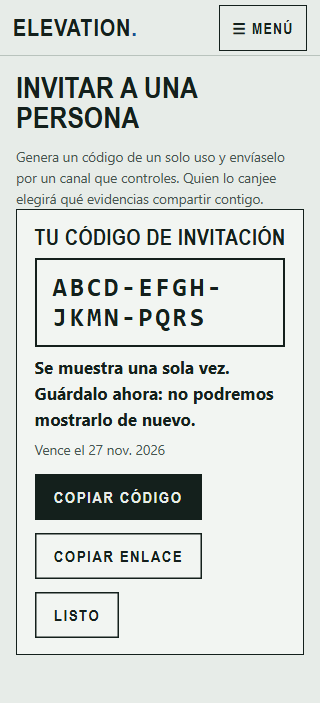 ELEVATION.
☰ MENÚ
INVITAR A UNA
PERSONA
Genera un código de un solo uso y envíaselo
por un canal que controles. Quien lo canjee
elegirá qué evidencias compartir contigo.
TU CÓDIGO DE INVITACIÓN
ABCD-EFGH-
JKMN-PQRS
Se muestra una sola vez.
Guárdalo ahora: no podremos
mostrarlo de nuevo.
Vence el 27 nov. 2026
COPIAR CÓDIGO
COPIAR ENLACE
LISTO